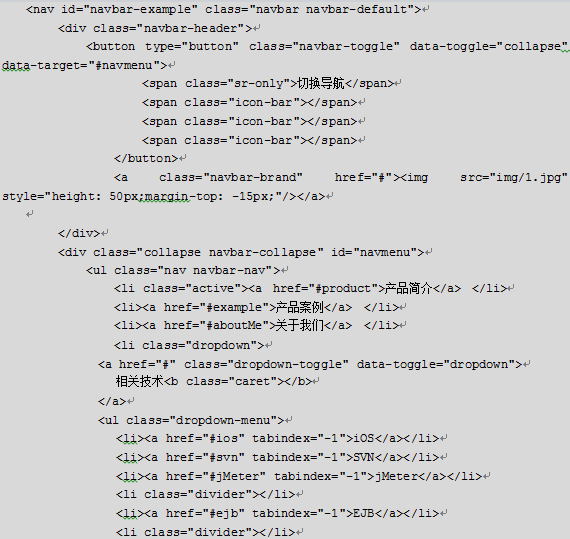 <nav id="navbar-example" class="navbar navbar-default">
<div class="navbar-header">
<button type="button" class="navbar-toggle" data-toggle="collapse"
data-target="#navmenu">
<span class="sr-only">切换导航</span>
<span class="icon-bar"></span>
<span class="icon-bar"></span>
<span class="icon-bar"></span>
</button>
<a class="navbar-brand" href="#"><img src="img/1.jpg"
style="height: 50px;margin-top: -15px;"/></a>
</div>
<div class="collapse navbar-collapse" id="navmenu">
<ul class="nav navbar-nav">
<li class="active"><a href="#product">产品简介</a> </li>
<li><a href="#example">产品案例</a> </li>
<li><a href="#aboutMe">关于我们</a> </li>
<li class="dropdown">
<a href="#" class="dropdown-toggle" data-toggle="dropdown">
相关技术<b class="caret"></b>
</a>
<ul class="dropdown-menu">
<li><a href="#ios" tabindex="-1">iOS</a></li>
<li><a href="#svn" tabindex="-1">SVN</a></li>
<li><a href="#jMeter" tabindex="-1">jMeter</a></li>
<li class="divider"></li>
<li><a href="#ejb" tabindex="-1">EJB</a></li>
<li class="divider"></li>